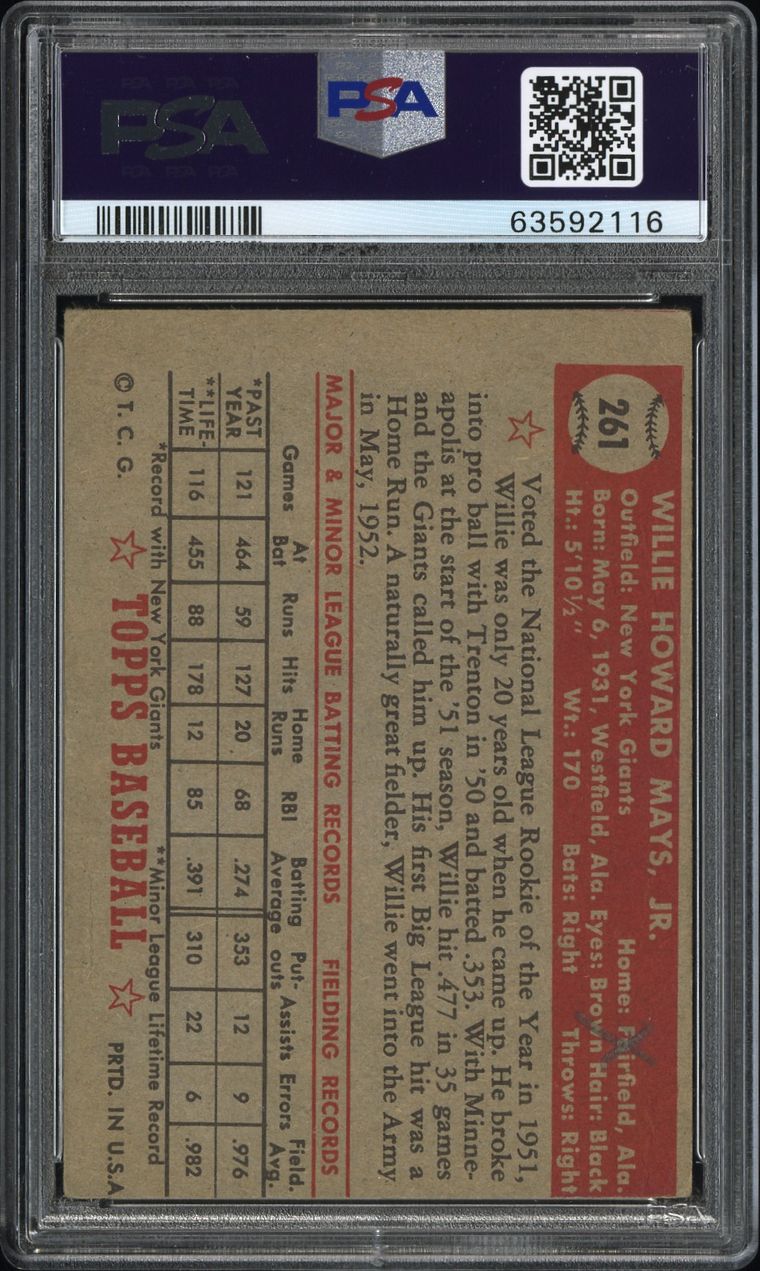 PSA
PSA
63592116
261
WILLIE HOWARD MAYS, JR.
Outfield: New York Giants Home: Fairfield, Ala.
Born: May 6, 1931, Westfield, Ala. Eyes: Brown Hair: Black
Ht.: 5'10½" Wt.: 170 Bats: Right Throws: Right
Voted the National League Rookie of the Year in 1951,
Willie was only 20 years old when he came up. He broke
into pro ball with Trenton in '50 and batted .353. With Minne-
apolis at the start of the '51 season, Willie hit .477 in 35 games
and the Giants called him up. His first Big League hit was a
Home Run. A naturally great fielder, Willie went into the Army
in May, 1952.
MAJOR & MINOR LEAGUE BATTING RECORDS FIELDING RECORDS
Games At Bat Runs Hits Home Runs RBI Batting Average Put-outs Assists Errors Field. Avg.
*PAST YEAR 121 464 59 127 20 68 .274 353 12 9 .976
**LIFE-TIME 116 455 88 178 12 85 .391 310 22 6 .982
*Record with New York Giants **Minor League Lifetime Record
© T. C. G. TOPPS BASEBALL PRTD. IN U.S.A.